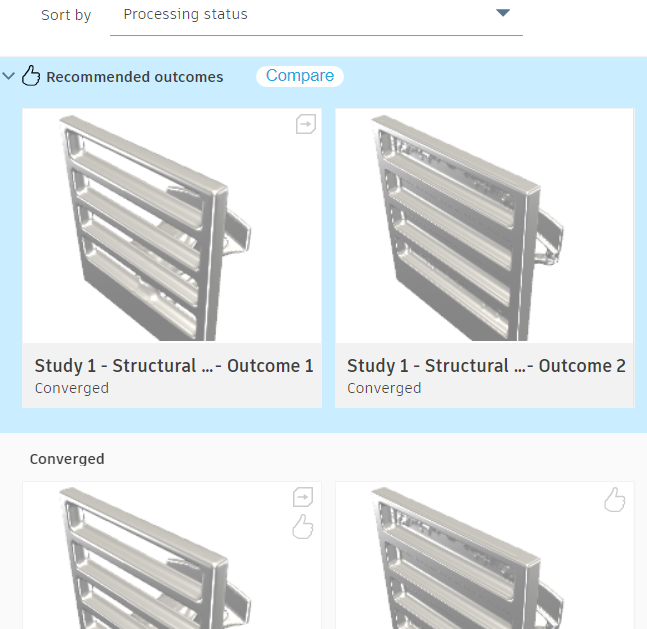 Sort by Processing status
Recommended outcomes Compare
Study 1 - Structural ...- Outcome 1
Converged
Study 1 - Structural ...- Outcome 2
Converged
Converged